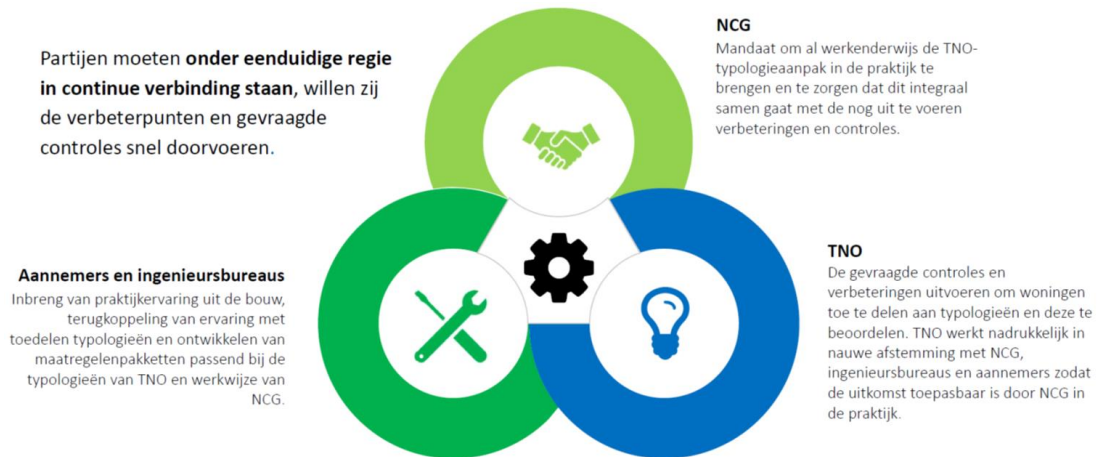 Partijen moeten onder eenduidige regie
in continue verbinding staan, willen zij
de verbeterpunten en gevraagde
controles snel doorvoeren.
NCG
Mandaat om al werkenderwijs de TNO-
typologieaanpak in de praktijk te
brengen en te zorgen dat dit integraal
samen gaat met de nog uit te voeren
verbeteringen en controles.
Aannemers en ingenieursbureaus
Inbreng van praktijkervaring uit de bouw,
terugkoppeling van ervaring met
toedelen typologieën en ontwikkelen van
maatregelenpakketten passend bij de
typologieën van TNO en werkwijze van
NCG.
TNO
De gevraagde controles en
verbeteringen uitvoeren om woningen
toe te delen aan typologieën en deze te
beoordelen. TNO werkt nadrukkelijk in
nauwe afstemming met NCG,
ingenieursbureaus en aannemers zodat
de uitkomst toepasbaar is door NCG in
de praktijk.